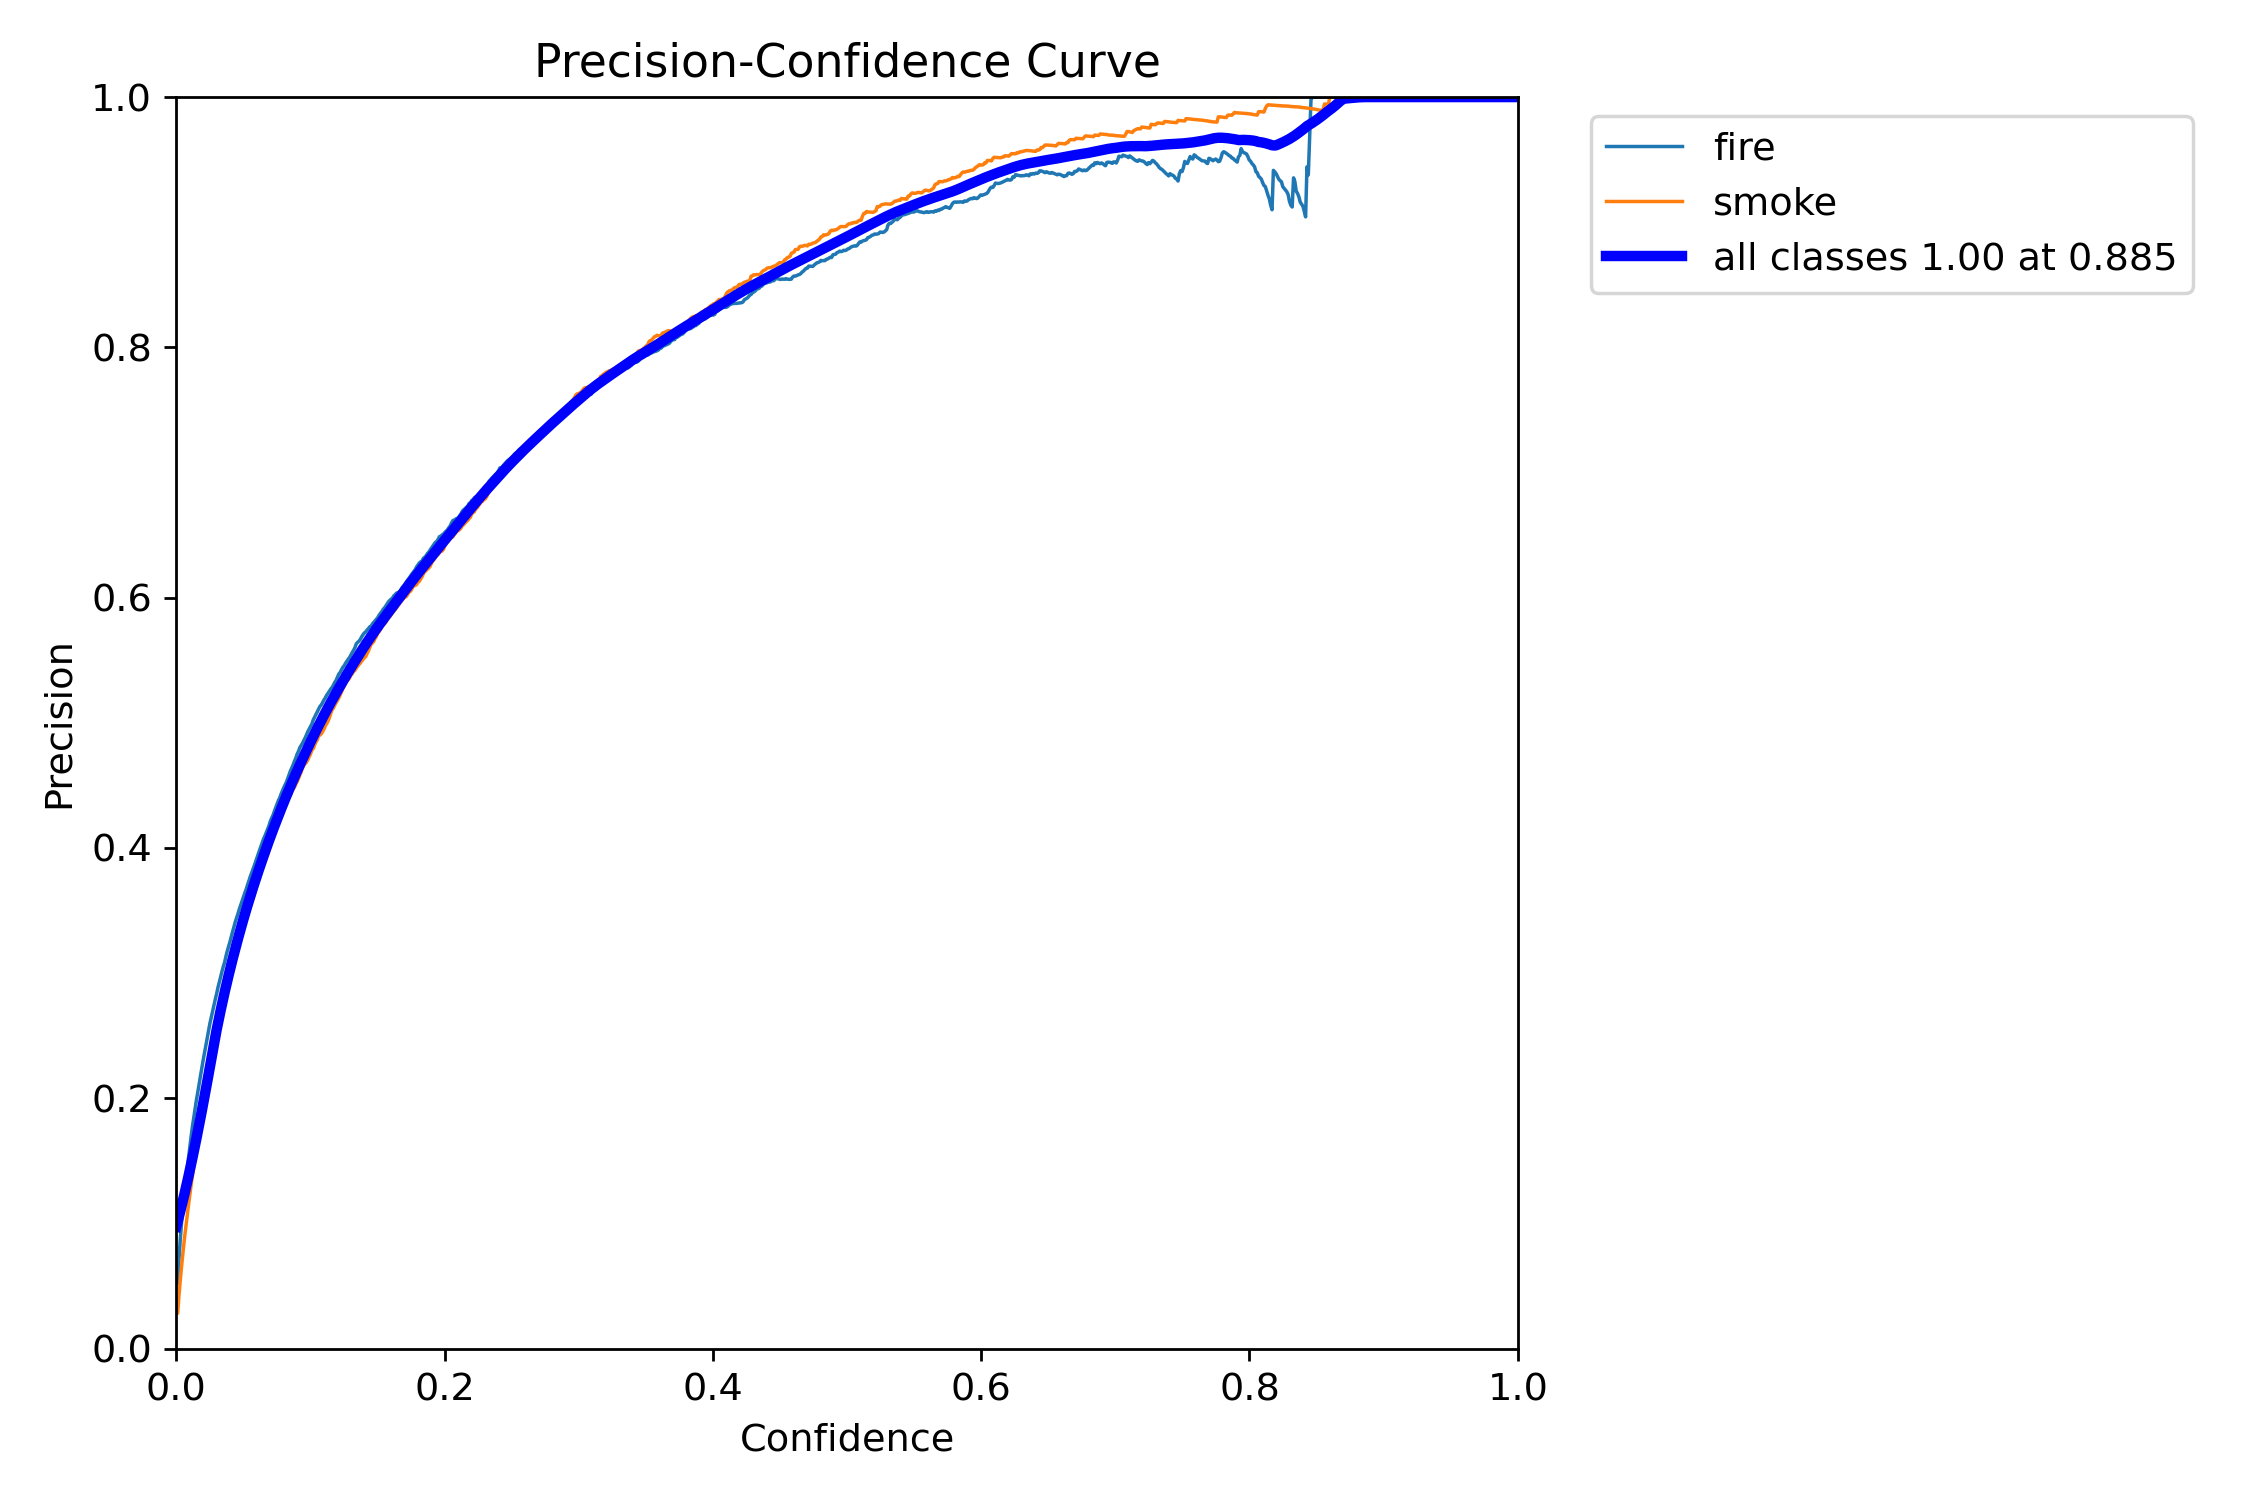 Precision-Confidence Curve
1.0
0.8
0.6
0.4
0.2
0.0
Precision
0.0 0.2 0.4 0.6 0.8 1.0
Confidence
fire
smoke
all classes 1.00 at 0.885